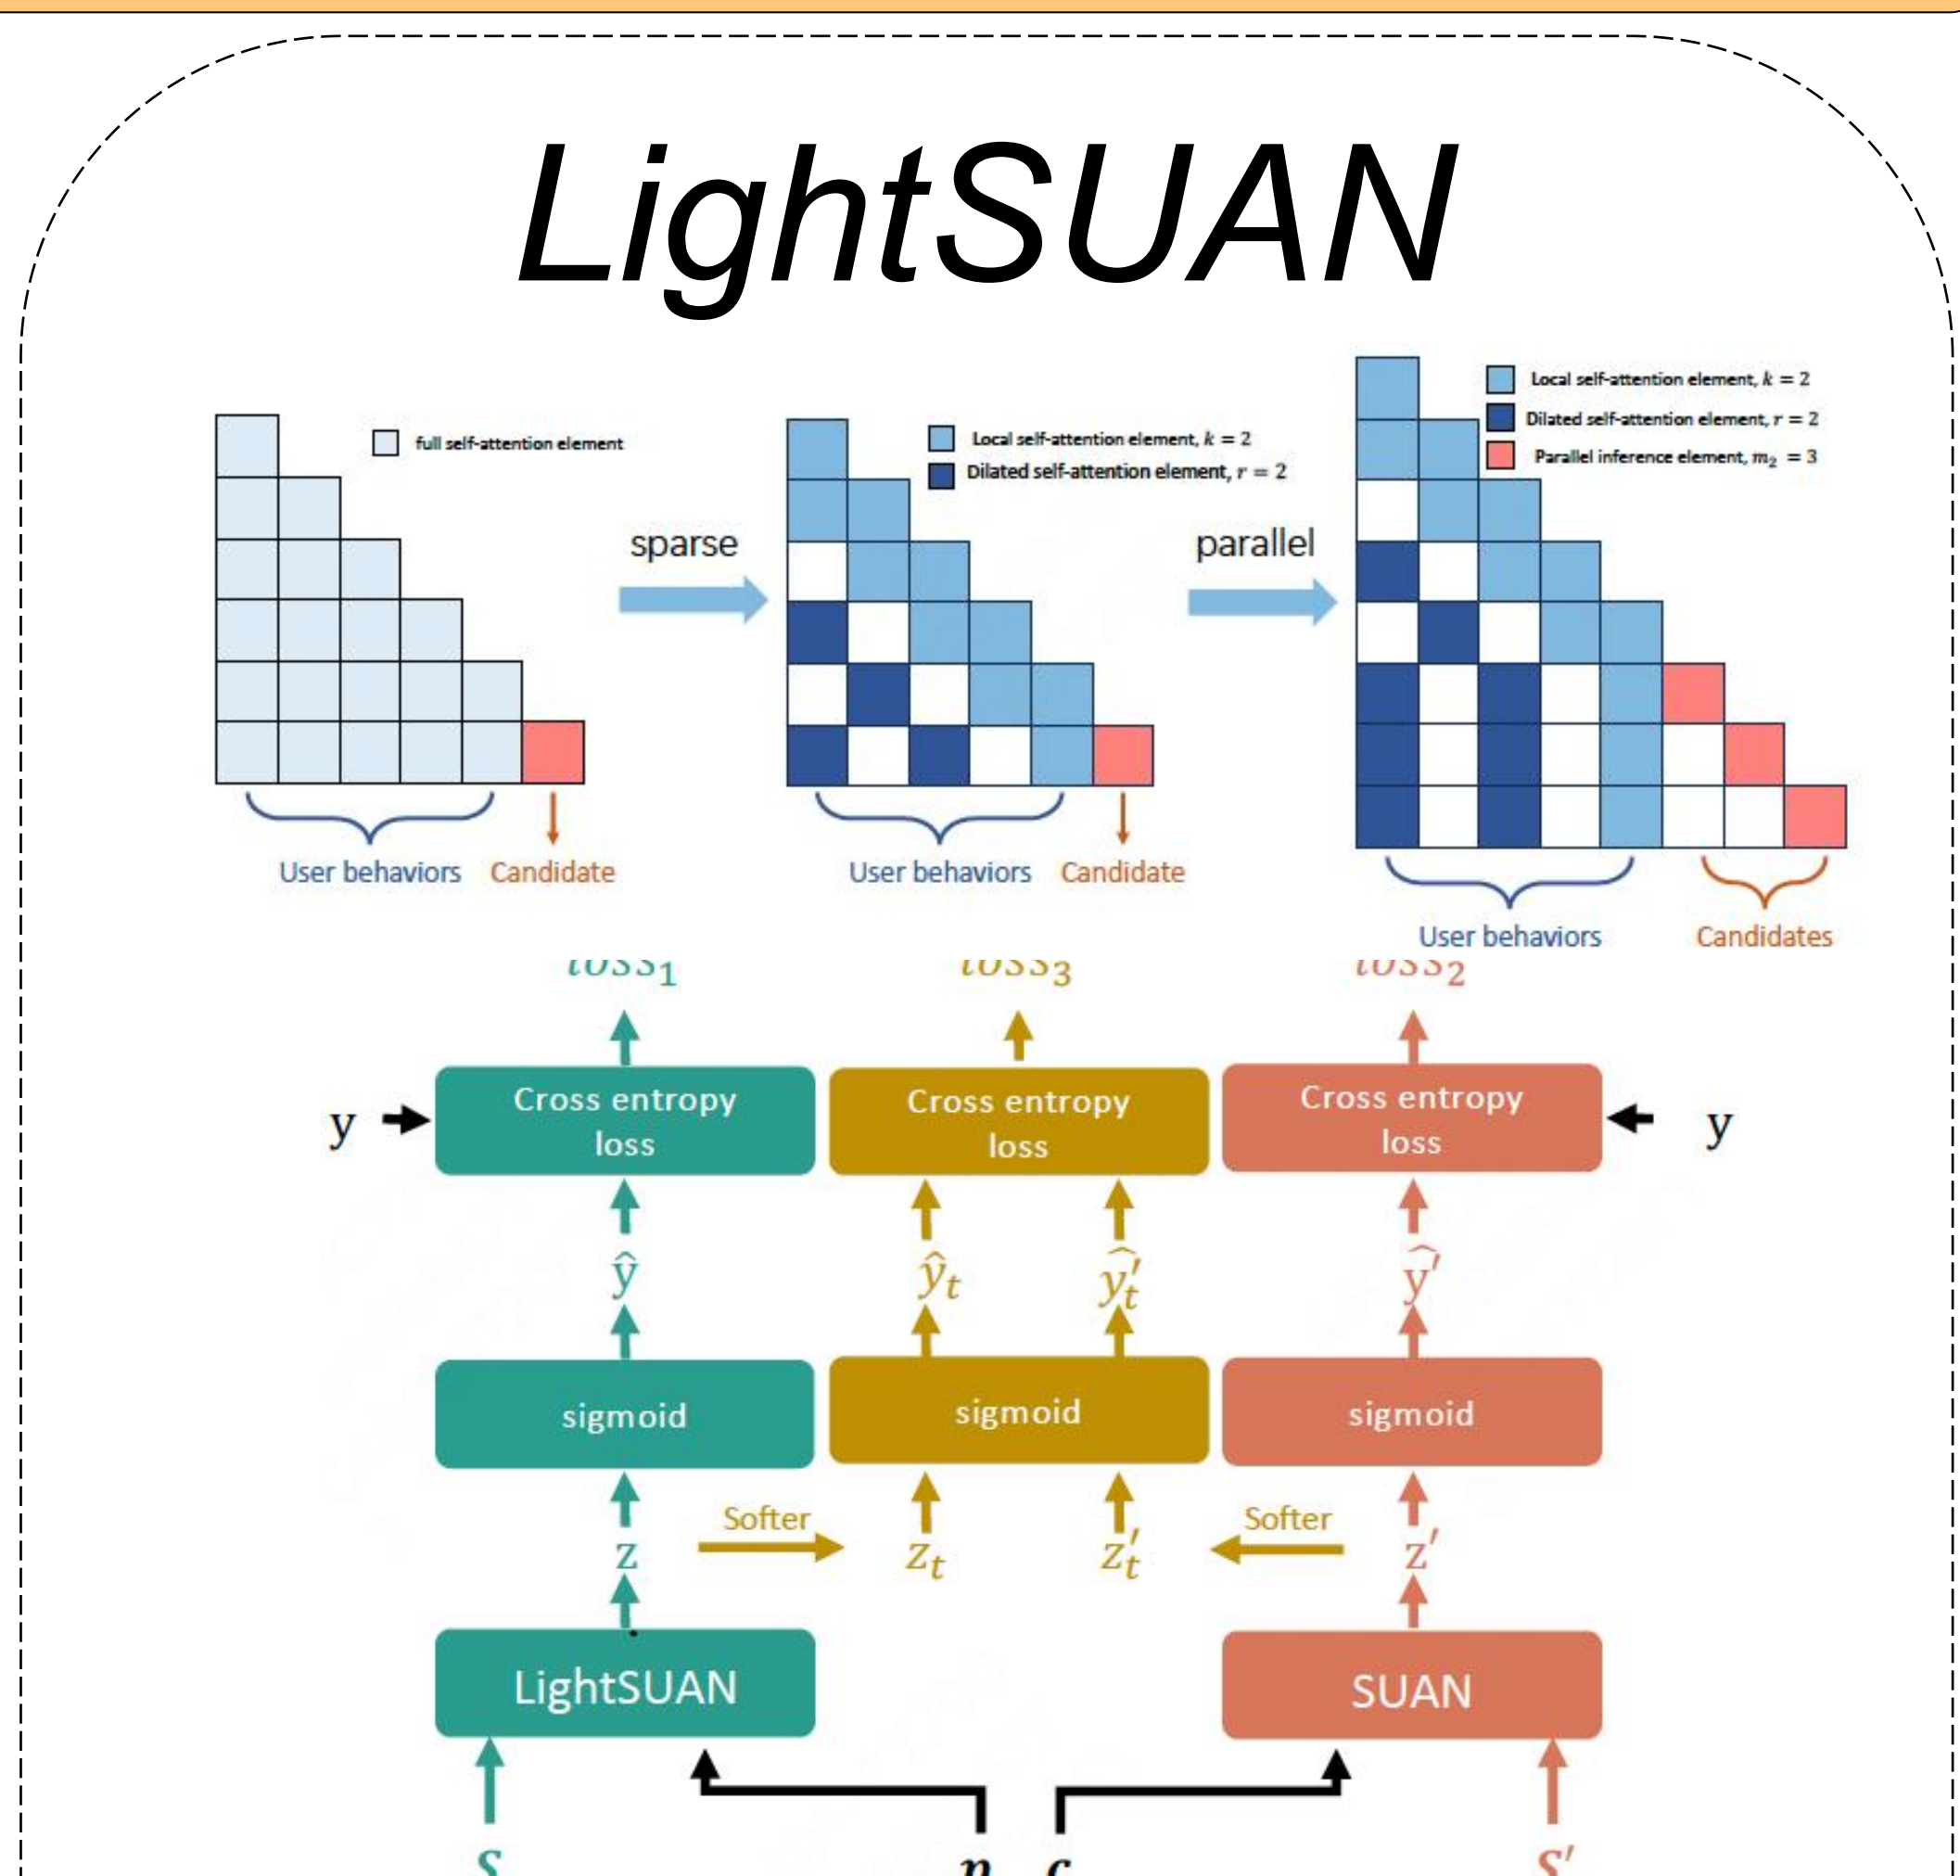 LightSUAN
full self-attention element
Local self-attention element, k = 2
Dilated self-attention element, r = 2
Local self-attention element, k = 2
Dilated self-attention element, r = 2
Parallel inference element, m₂ = 3
sparse
parallel
User behaviors Candidate
User behaviors Candidate
User behaviors Candidates
loss₁ loss₃ loss₂
y Cross entropy loss Cross entropy loss Cross entropy loss y
ŷ ŷₜ ŷ′ₜ ŷ′
sigmoid sigmoid sigmoid
Softer Softer
z zₜ z′ₜ z′
LightSUAN SUAN
S p c S′